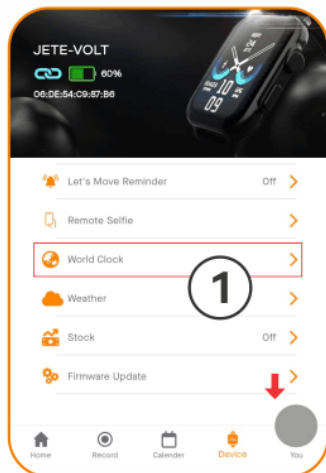 JETE-VOLT
60%
06:DE:54:C9:87:B6
Let's Move Reminder Off
Remote Selfie
World Clock
1
Weather
Stock Off
Firmware Update
Home Record Calender Device You